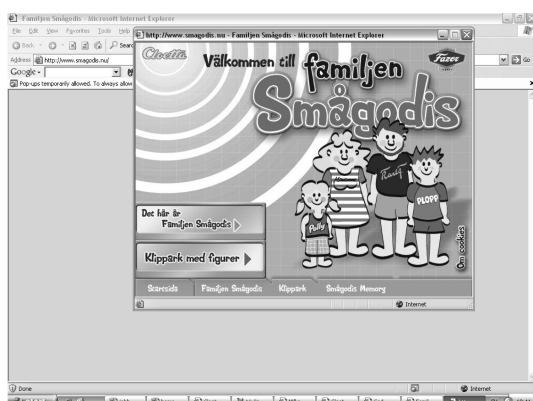 Familjen Smågodis - Microsoft Internet Explorer
File Edit View Favorites Tools Help
Back
Address http://www.smagodis.nu/
Go
Google
Pop-ups temporarily allowed. To always allow
http://www.smagodis.nu - Familjen Smågodis - Microsoft Internet Explorer
Cloetta
Fazer
Välkommen till familjen
Smågodis
PLOPP
Polly
Det här är
Familjen Smågodis
Klippark med figurer
Om cookies
Startsida Familjen Smågodis Klippark Smågodis Memory
Internet
Done
Internet